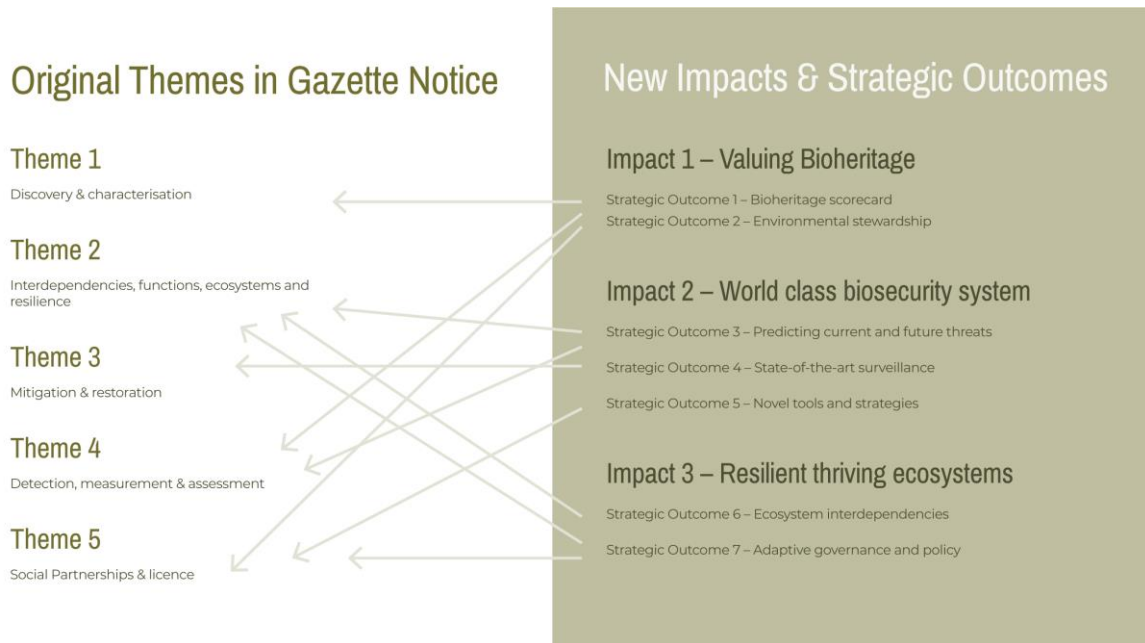 Original Themes in Gazette Notice
Theme 1
Discovery & characterisation
Theme 2
Interdependencies, functions, ecosystems and
resilience
Theme 3
Mitigation & restoration
Theme 4
Detection, measurement & assessment
Theme 5
Social Partnerships & licence
New Impacts & Strategic Outcomes
Impact 1 – Valuing Bioheritage
Strategic Outcome 1 – Bioheritage scorecard
Strategic Outcome 2 – Environmental stewardship
Impact 2 – World class biosecurity system
Strategic Outcome 3 – Predicting current and future threats
Strategic Outcome 4 – State-of-the-art surveillance
Strategic Outcome 5 – Novel tools and strategies
Impact 3 – Resilient thriving ecosystems
Strategic Outcome 6 – Ecosystem interdependencies
Strategic Outcome 7 – Adaptive governance and policy